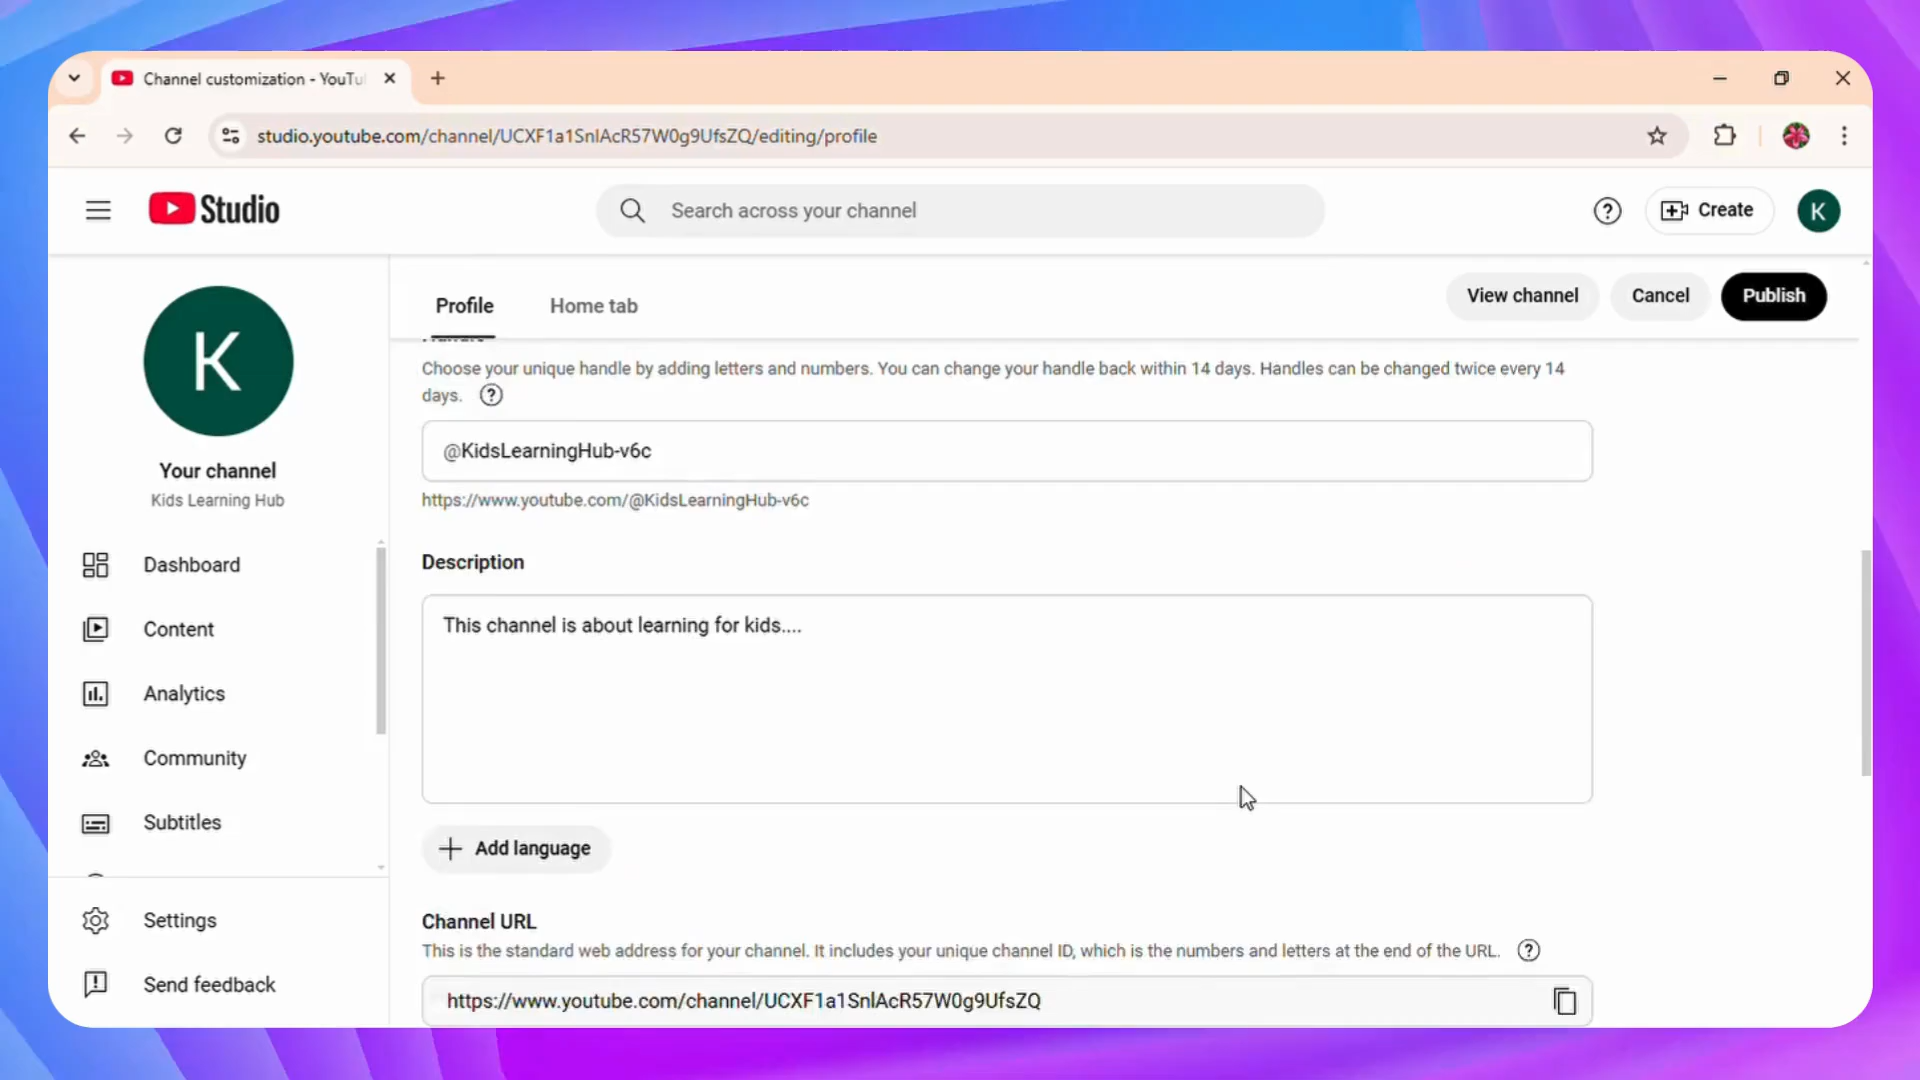 Channel customization - YouTu
studio.youtube.com/channel/UCXF1a1SnlAcR57W0g9UfsZQ/editing/profile
Studio
Search across your channel
Create
K
K
Your channel
Kids Learning Hub
Dashboard
Content
Analytics
Community
Subtitles
Settings
Send feedback
Profile
Home tab
View channel
Cancel
Publish
Choose your unique handle by adding letters and numbers. You can change your handle back within 14 days. Handles can be changed twice every 14
days.
@KidsLearningHub-v6c
https://www.youtube.com/@KidsLearningHub-v6c
Description
This channel is about learning for kids....
Add language
Channel URL
This is the standard web address for your channel. It includes your unique channel ID, which is the numbers and letters at the end of the URL.
https://www.youtube.com/channel/UCXF1a1SnlAcR57W0g9UfsZQ